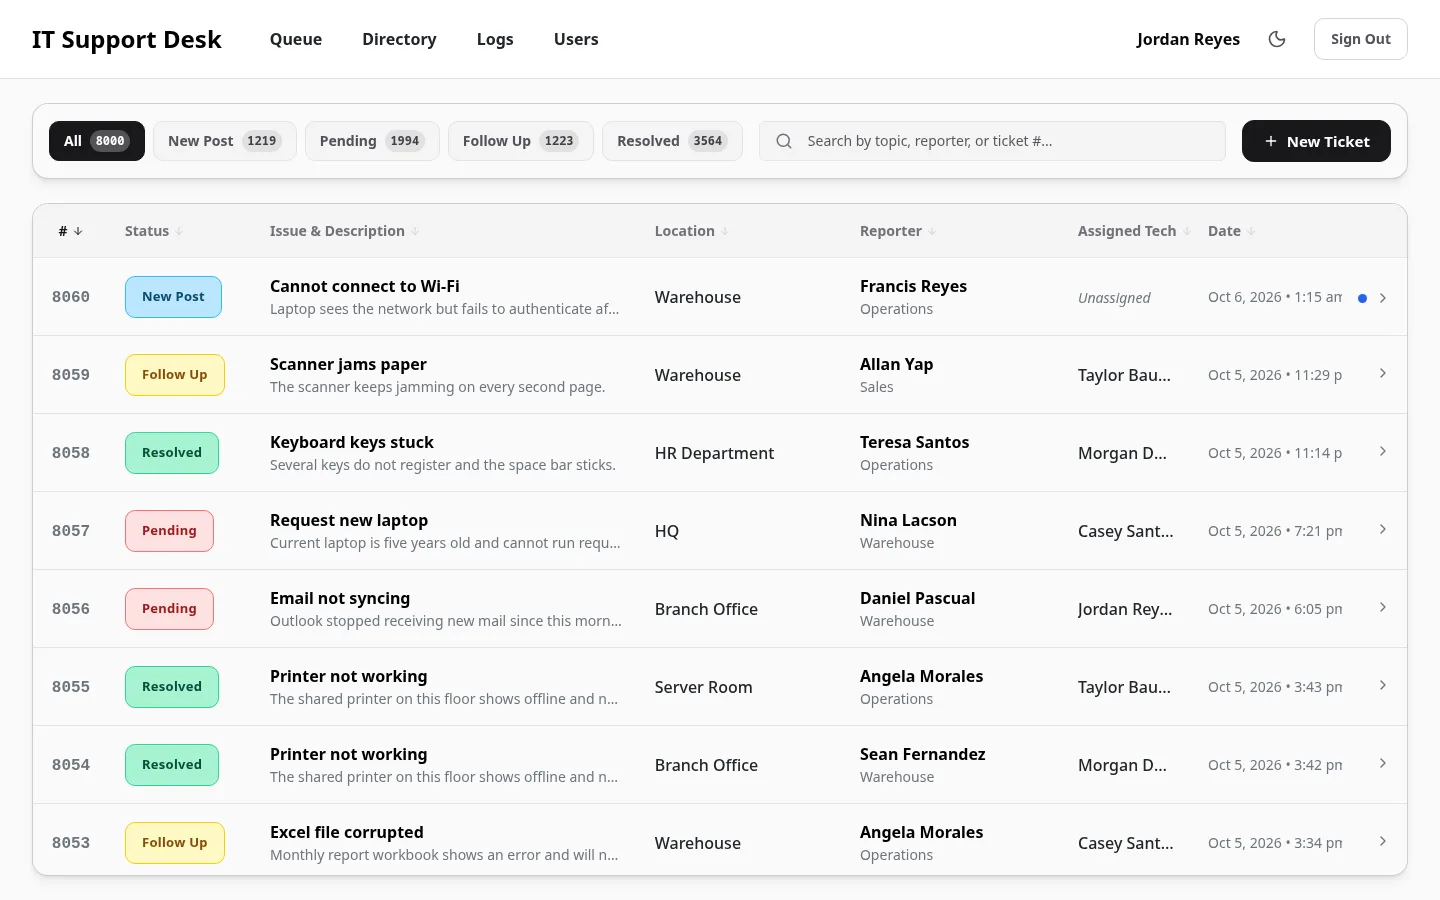 IT Support Desk Queue Directory Logs Users Jordan Reyes Sign Out
All 8000 New Post 1219 Pending 1994 Follow Up 1223 Resolved 3564 Search by topic, reporter, or ticket #... + New Ticket
# Status Issue & Description Location Reporter Assigned Tech Date
8060 New Post Cannot connect to Wi-Fi Warehouse Francis Reyes Unassigned Oct 6, 2026 • 1:15 am
Laptop sees the network but fails to authenticate af... Operations
8059 Follow Up Scanner jams paper Warehouse Allan Yap Taylor Bau... Oct 5, 2026 • 11:29 p
The scanner keeps jamming on every second page. Sales
8058 Resolved Keyboard keys stuck HR Department Teresa Santos Morgan D... Oct 5, 2026 • 11:14 p
Several keys do not register and the space bar sticks. Operations
8057 Pending Request new laptop HQ Nina Lacson Casey Sant... Oct 5, 2026 • 7:21 pm
Current laptop is five years old and cannot run requ... Warehouse
8056 Pending Email not syncing Branch Office Daniel Pascual Jordan Rey... Oct 5, 2026 • 6:05 pm
Outlook stopped receiving new mail since this morn... Warehouse
8055 Resolved Printer not working Server Room Angela Morales Taylor Bau... Oct 5, 2026 • 3:43 pm
The shared printer on this floor shows offline and n... Operations
8054 Resolved Printer not working Branch Office Sean Fernandez Morgan D... Oct 5, 2026 • 3:42 pm
The shared printer on this floor shows offline and n... Warehouse
8053 Follow Up Excel file corrupted Warehouse Angela Morales Casey Sant... Oct 5, 2026 • 3:34 pm
Monthly report workbook shows an error and will n... Operations